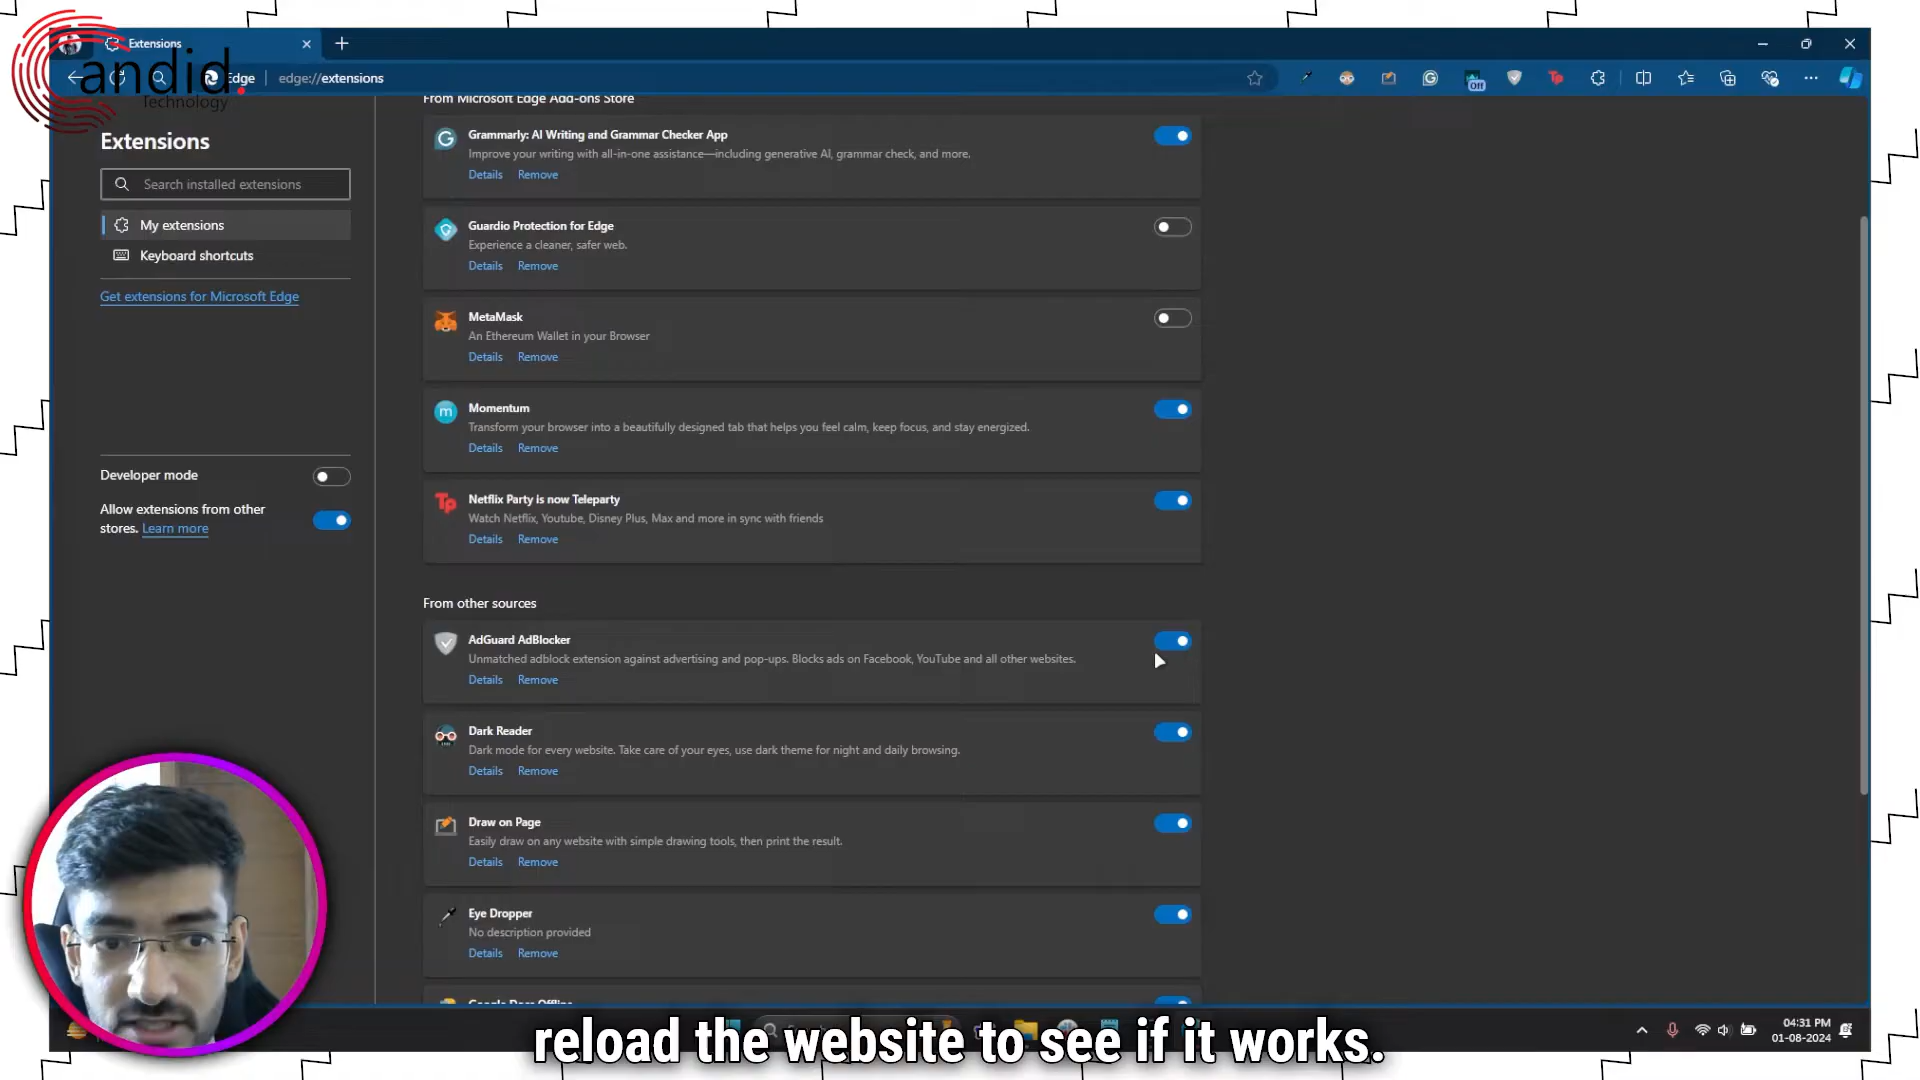 Extensions
andid.
Technology
Edge
edge://extensions
Off
Extensions
Search installed extensions
My extensions
Keyboard shortcuts
Get extensions for Microsoft Edge
Developer mode
Allow extensions from other
stores. Learn more
From Microsoft Edge Add-ons Store
Grammarly: AI Writing and Grammar Checker App
Improve your writing with all-in-one assistance—including generative AI, grammar check, and more.
Details Remove
Guardio Protection for Edge
Experience a cleaner, safer web.
Details Remove
MetaMask
An Ethereum Wallet in your Browser
Details Remove
Momentum
Transform your browser into a beautifully designed tab that helps you feel calm, keep focus, and stay energized.
Details Remove
Tp
Netflix Party is now Teleparty
Watch Netflix, Youtube, Disney Plus, Max and more in sync with friends
Details Remove
From other sources
AdGuard AdBlocker
Unmatched adblock extension against advertising and pop-ups. Blocks ads on Facebook, YouTube and all other websites.
Details Remove
Dark Reader
Dark mode for every website. Take care of your eyes, use dark theme for night and daily browsing.
Details Remove
Draw on Page
Easily draw on any website with simple drawing tools, then print the result.
Details Remove
Eye Dropper
No description provided
Details Remove
Google Docs Offline
reload the website to see if it works.
04:31 PM
01-08-2024